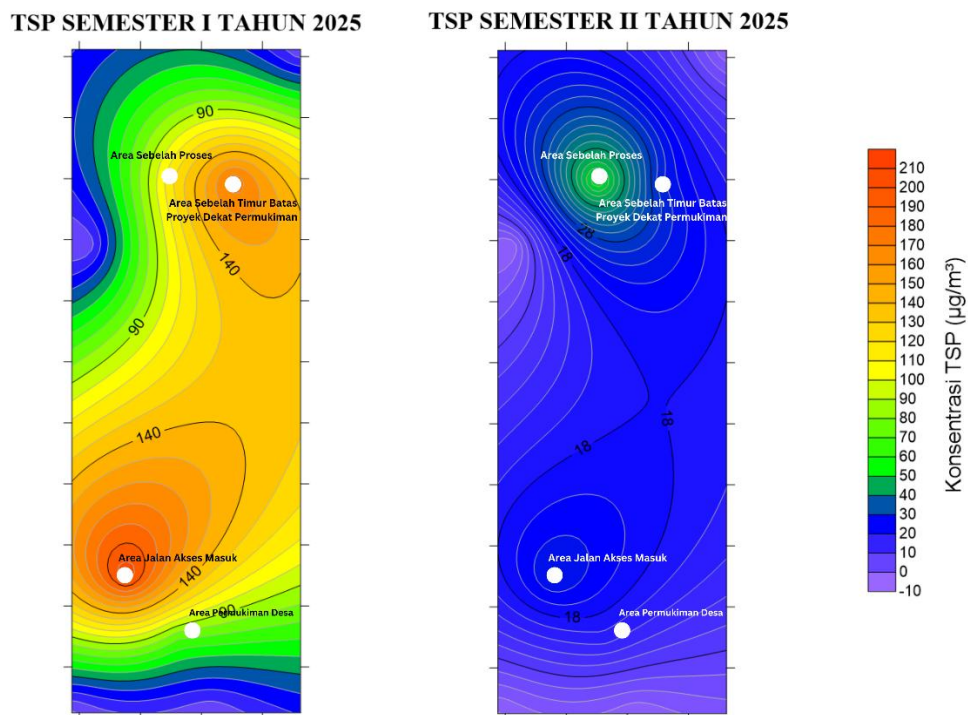 TSP SEMESTER I TAHUN 2025
TSP SEMESTER II TAHUN 2025
90
Area Sebelah Proses
Area Sebelah Timur Batas
Proyek Dekat Permukiman
140
90
140
Area Jalan Akses Masuk
140
90
Area Permukiman Desa
Area Sebelah Proses
Area Sebelah Timur Batas
Proyek Dekat Permukiman
18
18
18
Area Jalan Akses Masuk
18
Area Permukiman Desa
210
200
190
180
170
160
150
140
130
120
110
100
90
80
70
60
50
40
30
20
10
0
-10
Konsentrasi TSP (µg/m³)